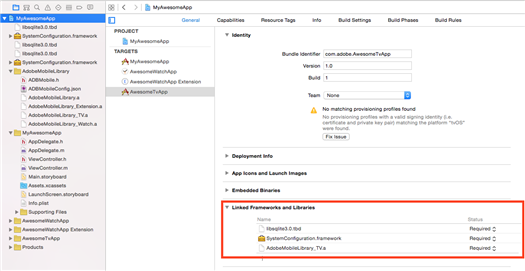 MyAwesomeApp
General
Capabilities
Resource Tags
Info
Build Settings
Build Phases
Build Rules
MyAwesomeApp
libsqlite3.0.tbd
SystemConfiguration.framework
libsqlite3.0.tbd
libsqlite3.0.tbd
SystemConfiguration.framework
AdobeMobileLibrary
ADBMobile.h
ADBMobileConfig.json
AdobeMobileLibrary.a
AdobeMobileLibrary_Extension.a
AdobeMobileLibrary_TV.a
AdobeMobileLibrary_Watch.a
MyAwesomeApp
AppDelegate.h
AppDelegate.m
ViewController.h
ViewController.m
Main.storyboard
Assets.xcassets
LaunchScreen.storyboard
Info.plist
Supporting Files
AwesomeWatchApp
AwesomeWatchApp Extension
AwesomeTvApp
Products
PROJECT
MyAwesomeApp
TARGETS
MyAwesomeApp
AwesomeWatchApp
AwesomeWatchApp Extension
AwesomeTvApp
Identity
Bundle Identifier com.adobe.AwesomeTvApp
Version 1.0
Build 1
Team None
No matching provisioning profiles found
No provisioning profiles with a valid signing identity (i.e.
certificate and private key pair) matching the platform "tvOS"
were found.
Fix Issue
Deployment Info
App Icons and Launch Images
Embedded Binaries
Linked Frameworks and Libraries
Name Status
libsqlite3.0.tbd Required
SystemConfiguration.framework Required
AdobeMobileLibrary_TV.a Required